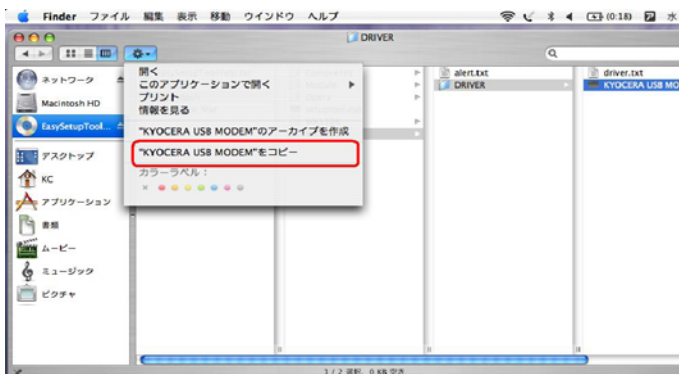 Finder ファイル 編集 表示 移動 ウインドウ ヘルプ (0:18) 水
DRIVER
開く
このアプリケーションで開く
プリント
情報を見る
"KYOCERA USB MODEM"のアーカイブを作成
"KYOCERA USB MODEM"をコピー
カラーラベル：
ネットワーク
Macintosh HD
EasySetupTool...
デスクトップ
KC
アプリケーション
書類
ムービー
ミュージック
ピクチャ
alert.txt
DRIVER
driver.txt
KYOCERA USB MO
1 / 2 選択、0 KB 空き